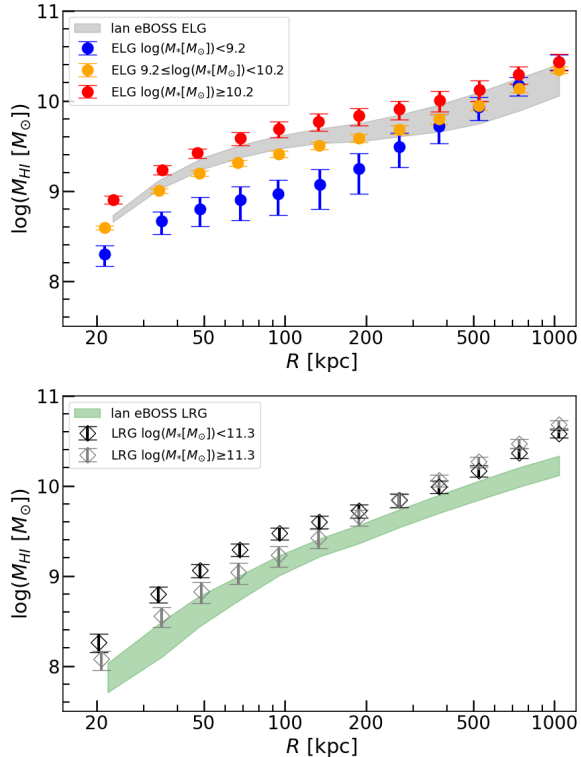 11
10
9
8
log(M_HI [M_⊙])
lan eBOSS ELG
ELG log(M_*[M_⊙])<9.2
ELG 9.2≤log(M_*[M_⊙])<10.2
ELG log(M_*[M_⊙])≥10.2
20 50 100 200 500 1000
R [kpc]
11
10
9
8
log(M_HI [M_⊙])
lan eBOSS LRG
LRG log(M_*[M_⊙])<11.3
LRG log(M_*[M_⊙])≥11.3
20 50 100 200 500 1000
R [kpc]